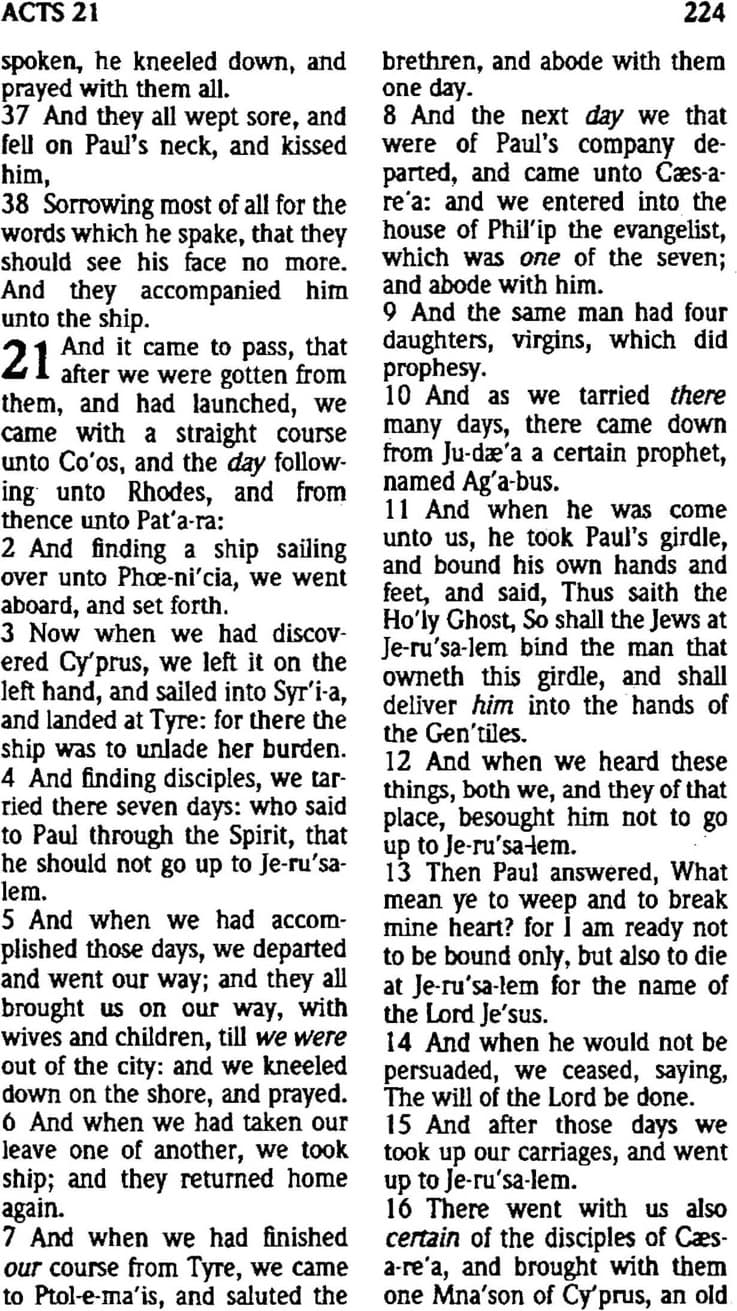 ACTS 21
224
spoken, he kneeled down, and
prayed with them all.
37 And they all wept sore, and
fell on Paul's neck, and kissed
him,
38 Sorrowing most of all for the
words which he spake, that they
should see his face no more.
And they accompanied him
unto the ship.
21 And it came to pass, that
after we were gotten from
them, and had launched, we
came with a straight course
unto Co'os, and the day follow-
ing unto Rhodes, and from
thence unto Pat'a-ra:
2 And finding a ship sailing
over unto Phœ-ni'cia, we went
aboard, and set forth.
3 Now when we had discov-
ered Cy'prus, we left it on the
left hand, and sailed into Syr'i-a,
and landed at Tyre: for there the
ship was to unlade her burden.
4 And finding disciples, we tar-
ried there seven days: who said
to Paul through the Spirit, that
he should not go up to Je-ru'sa-
lem.
5 And when we had accom-
plished those days, we departed
and went our way; and they all
brought us on our way, with
wives and children, till we were
out of the city: and we kneeled
down on the shore, and prayed.
6 And when we had taken our
leave one of another, we took
ship; and they returned home
again.
7 And when we had finished
our course from Tyre, we came
to Ptol-e-ma'is, and saluted the
brethren, and abode with them
one day.
8 And the next day we that
were of Paul's company de-
parted, and came unto Cæs-a-
re'a: and we entered into the
house of Phil'ip the evangelist,
which was one of the seven;
and abode with him.
9 And the same man had four
daughters, virgins, which did
prophesy.
10 And as we tarried there
many days, there came down
from Ju-dæ'a a certain prophet,
named Ag'a-bus.
11 And when he was come
unto us, he took Paul's girdle,
and bound his own hands and
feet, and said, Thus saith the
Ho'ly Ghost, So shall the Jews at
Je-ru'sa-lem bind the man that
owneth this girdle, and shall
deliver him into the hands of
the Gen'tiles.
12 And when we heard these
things, both we, and they of that
place, besought him not to go
up to Je-ru'sa-lem.
13 Then Paul answered, What
mean ye to weep and to break
mine heart? for I am ready not
to be bound only, but also to die
at Je-ru'sa-lem for the name of
the Lord Je'sus.
14 And when he would not be
persuaded, we ceased, saying,
The will of the Lord be done.
15 And after those days we
took up our carriages, and went
up to Je-ru'sa-lem.
16 There went with us also
certain of the disciples of Cæs-
a-re'a, and brought with them
one Mna'son of Cy'prus, an old